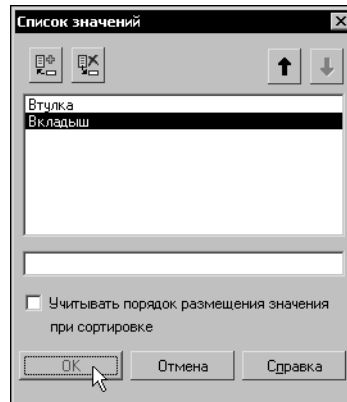 Список значений
Втулка
Вкладыш
Учитывать порядок размещения значения
при сортировке
OK
Отмена
Справка